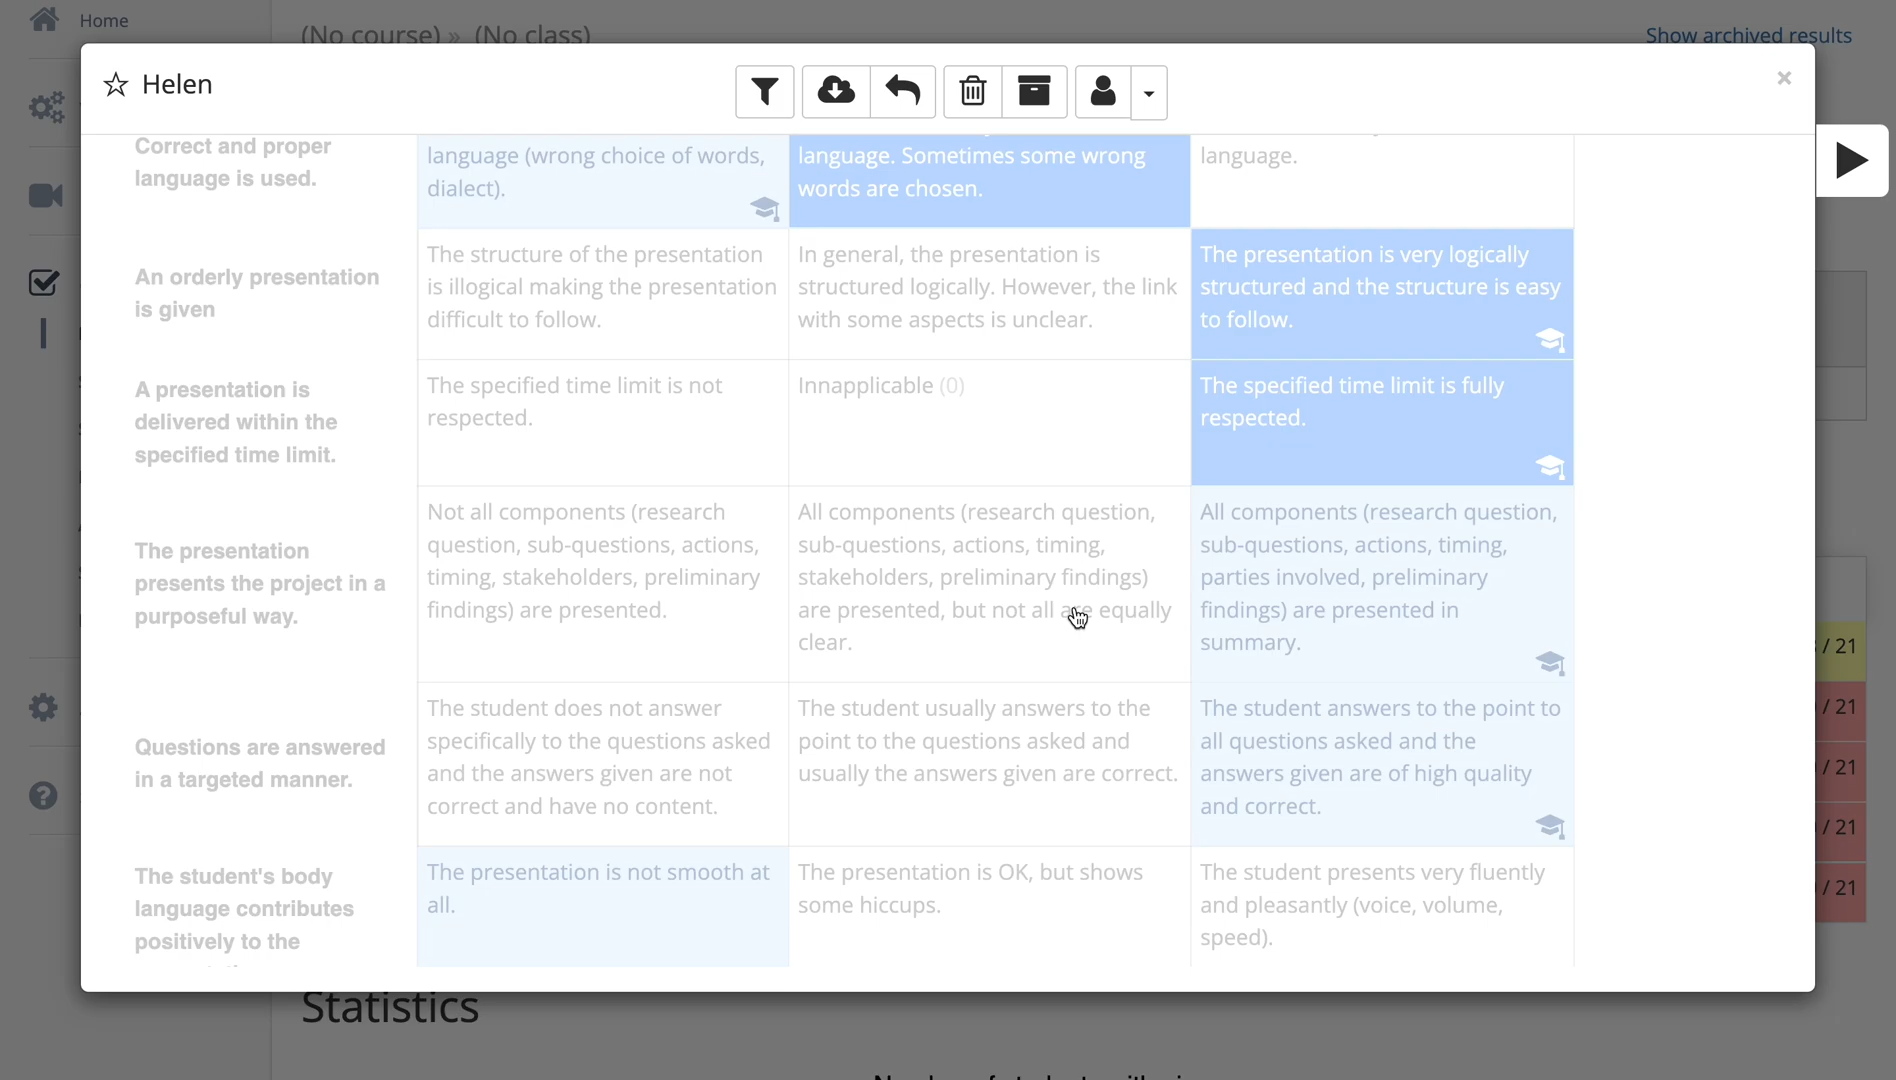 Home
(No course) » (No class)
Show archived results
Helen
×
Correct and proper
language is used.
language (wrong choice of words,
dialect).
language. Sometimes some wrong
words are chosen.
language.
An orderly presentation
is given
The structure of the presentation
is illogical making the presentation
difficult to follow.
In general, the presentation is
structured logically. However, the link
with some aspects is unclear.
The presentation is very logically
structured and the structure is easy
to follow.
A presentation is
delivered within the
specified time limit.
The specified time limit is not
respected.
Innapplicable (0)
The specified time limit is fully
respected.
The presentation
presents the project in a
purposeful way.
Not all components (research
question, sub-questions, actions,
timing, stakeholders, preliminary
findings) are presented.
All components (research question,
sub-questions, actions, timing,
stakeholders, preliminary findings)
are presented, but not all are equally
clear.
All components (research question,
sub-questions, actions, timing,
parties involved, preliminary
findings) are presented in
summary.
Questions are answered
in a targeted manner.
The student does not answer
specifically to the questions asked
and the answers given are not
correct and have no content.
The student usually answers to the
point to the questions asked and
usually the answers given are correct.
The student answers to the point to
all questions asked and the
answers given are of high quality
and correct.
The student's body
language contributes
positively to the
The presentation is not smooth at
all.
The presentation is OK, but shows
some hiccups.
The student presents very fluently
and pleasantly (voice, volume,
speed).
/ 21
/ 21
/ 21
/ 21
/ 21
Statistics